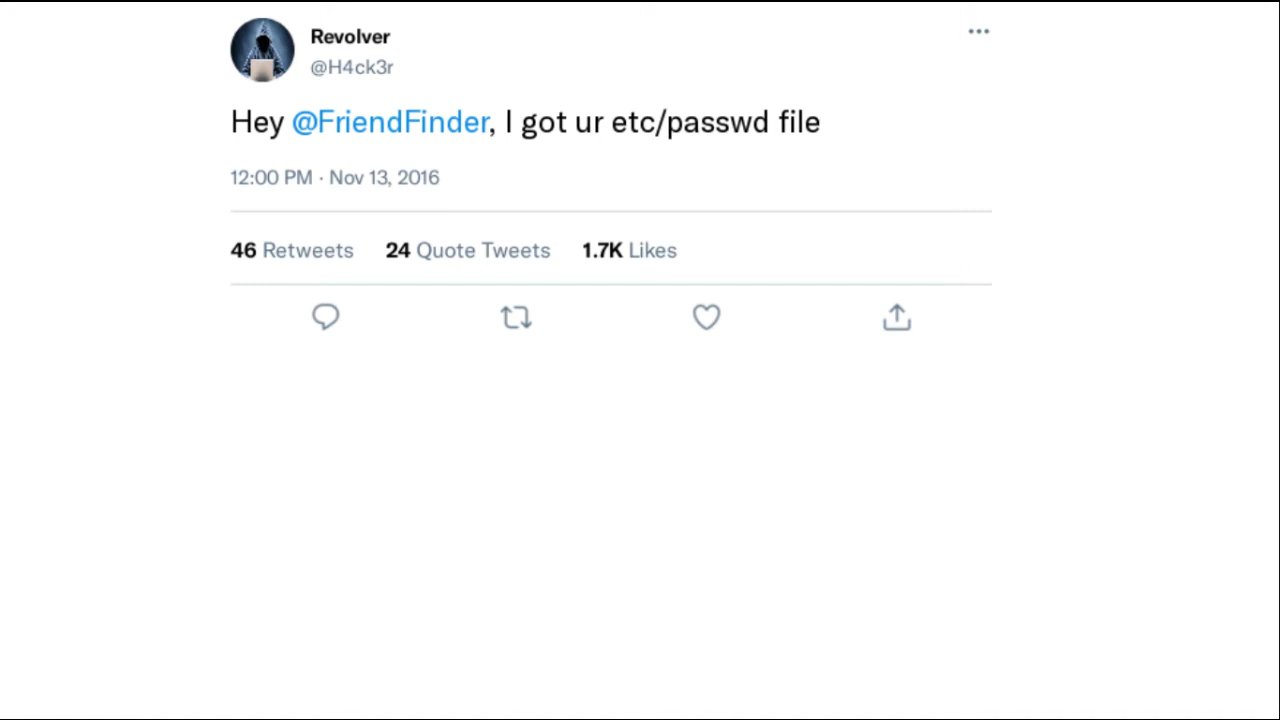 Revolver
@H4ck3r
Hey @FriendFinder, I got ur etc/passwd file
12:00 PM · Nov 13, 2016
46 Retweets 24 Quote Tweets 1.7K Likes